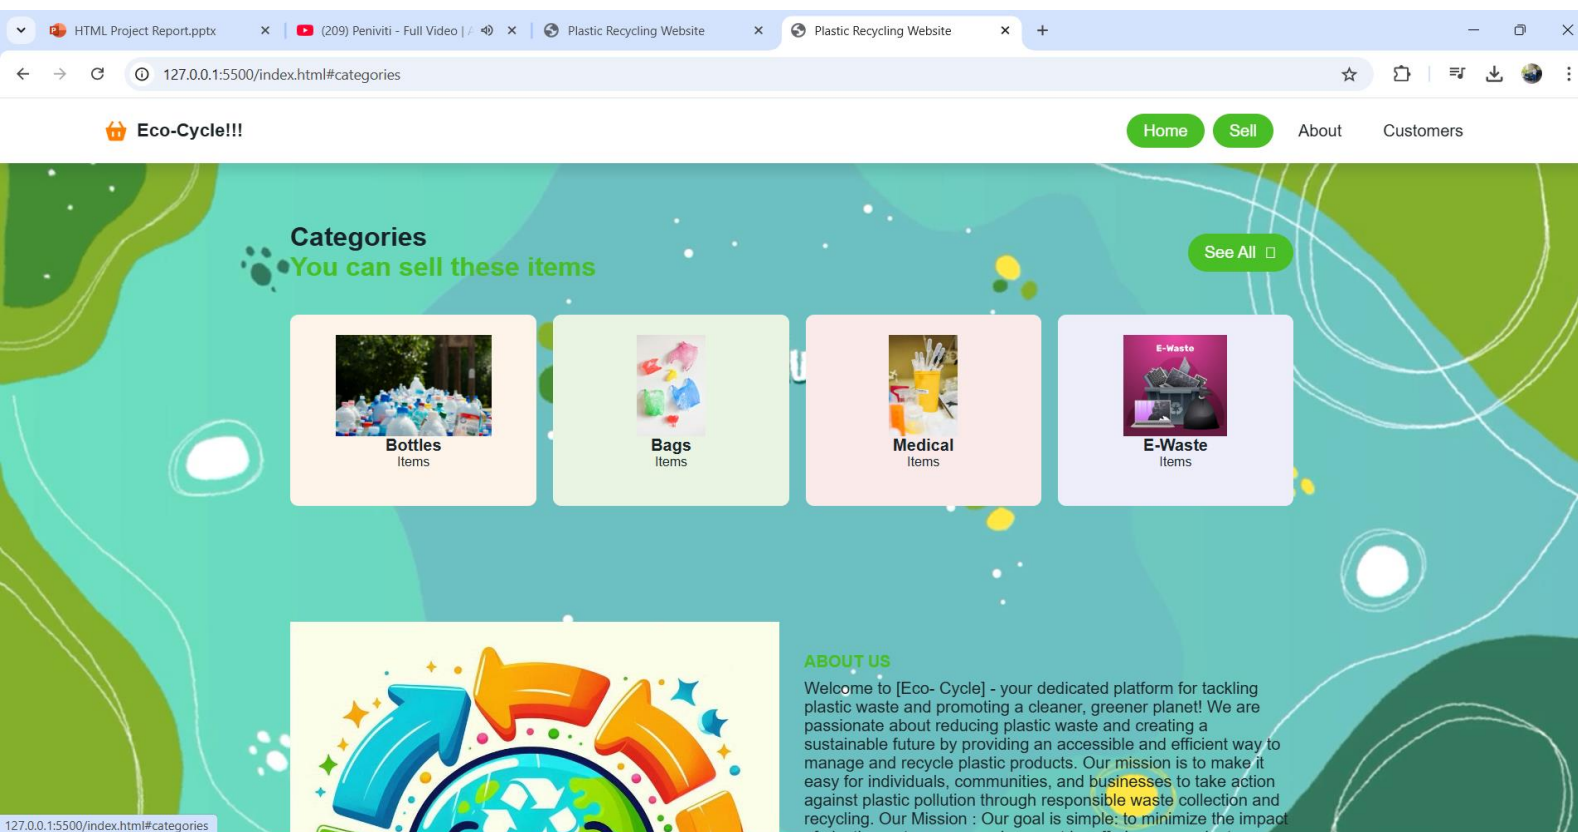 HTML Project Report.pptx
(209) Peniviti - Full Video |
Plastic Recycling Website
Plastic Recycling Website
127.0.0.1:5500/index.html#categories
Eco-Cycle!!!
Home
Sell
About
Customers
Categories
You can sell these items
See All
E-Waste
Bottles
Items
Bags
Items
Medical
Items
E-Waste
Items
ABOUT US
Welcome to [Eco- Cycle] - your dedicated platform for tackling
plastic waste and promoting a cleaner, greener planet! We are
passionate about reducing plastic waste and creating a
sustainable future by providing an accessible and efficient way to
manage and recycle plastic products. Our mission is to make it
easy for individuals, communities, and businesses to take action
against plastic pollution through responsible waste collection and
recycling. Our Mission : Our goal is simple: to minimize the impact
127.0.0.1:5500/index.html#categories